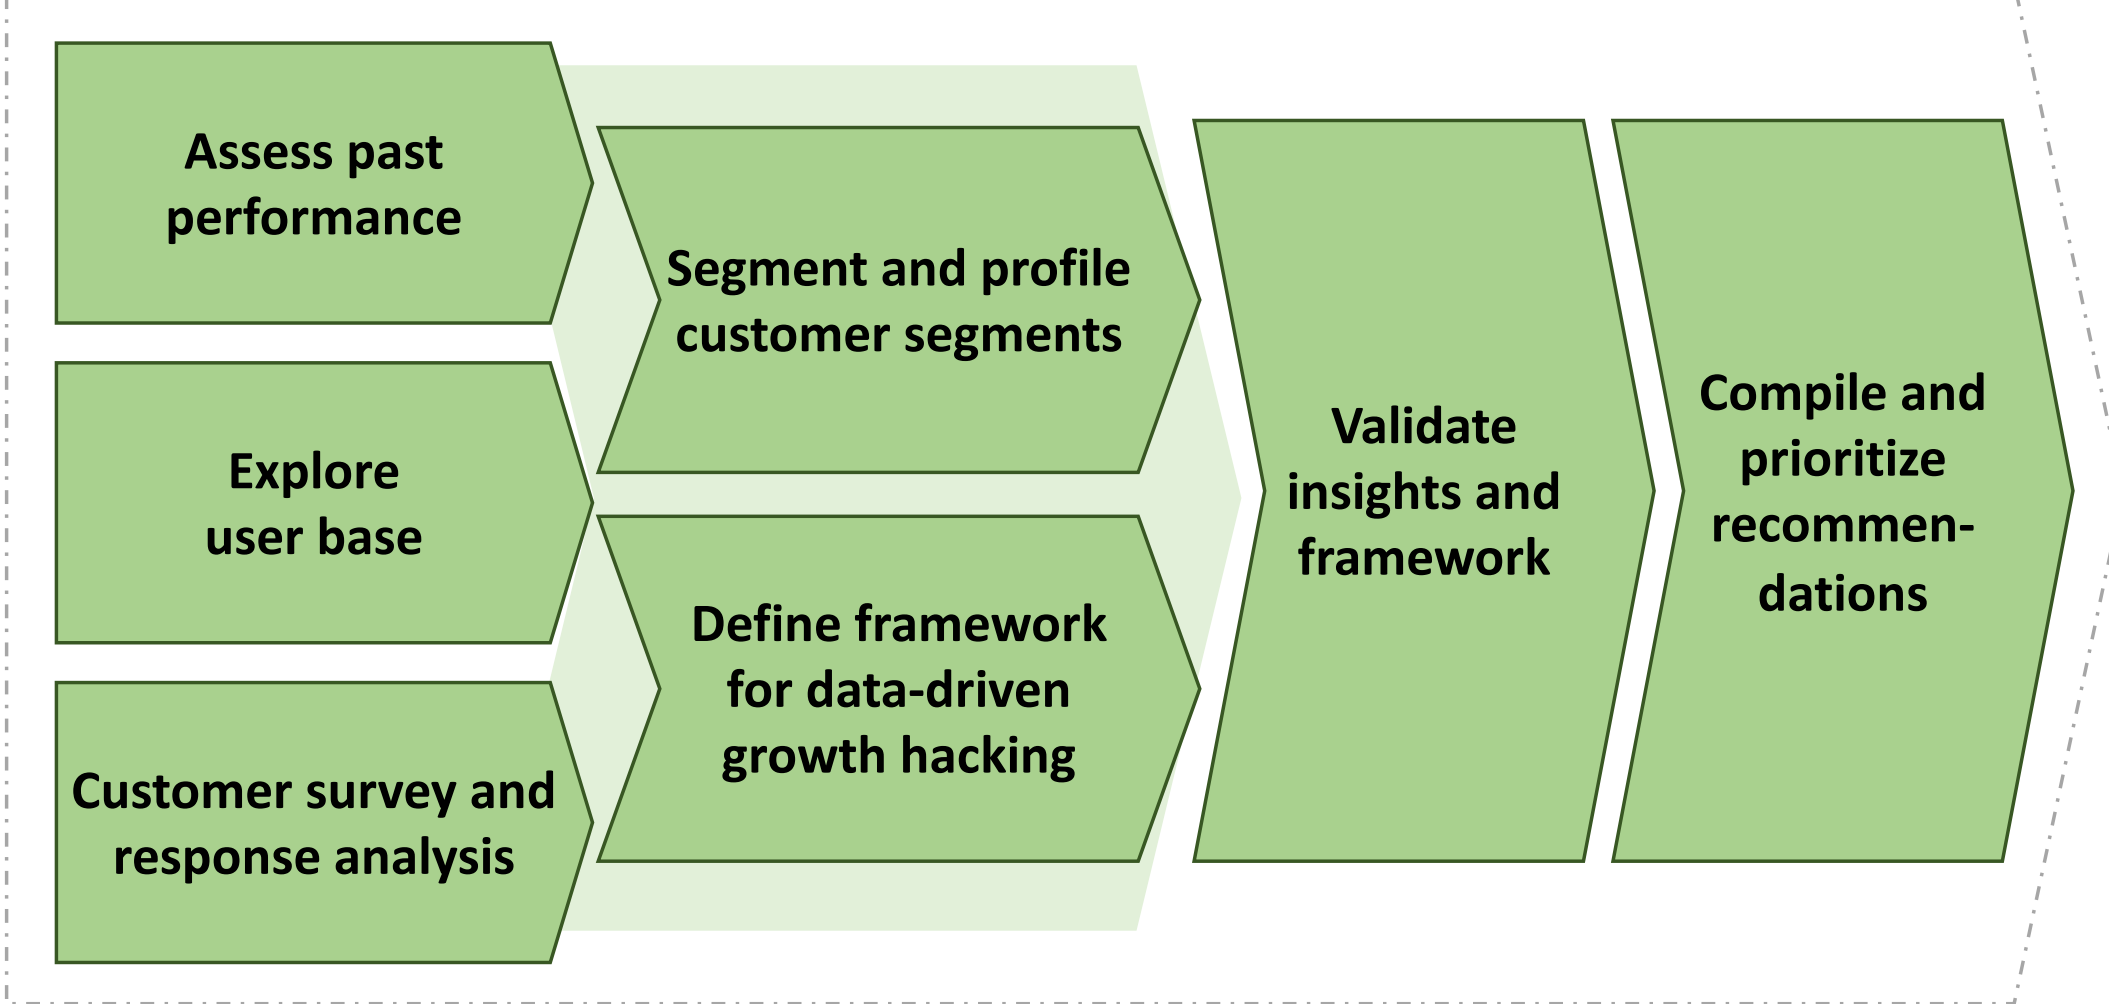 Assess past
performance
Explore
user base
Customer survey and
response analysis
Segment and profile
customer segments
Define framework
for data-driven
growth hacking
Validate
insights and
framework
Compile and
prioritize
recommen-
dations